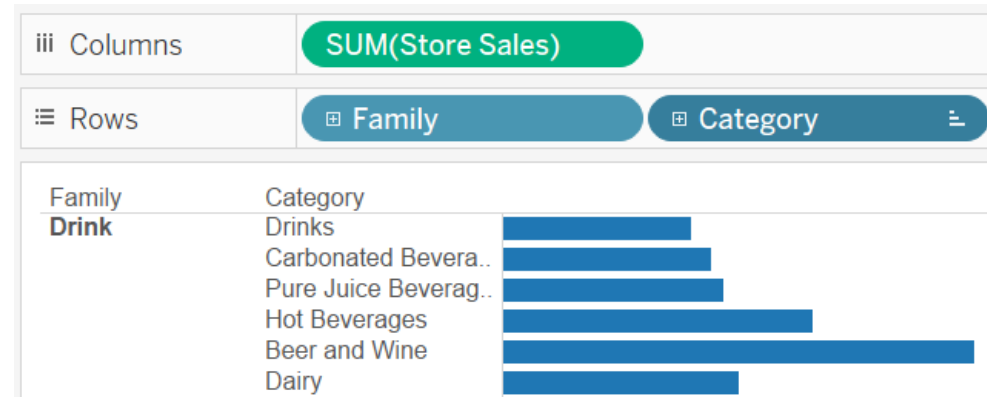 Columns SUM(Store Sales)
Rows Family Category
Family Category
Drink Drinks
Carbonated Bevera..
Pure Juice Beverag..
Hot Beverages
Beer and Wine
Dairy